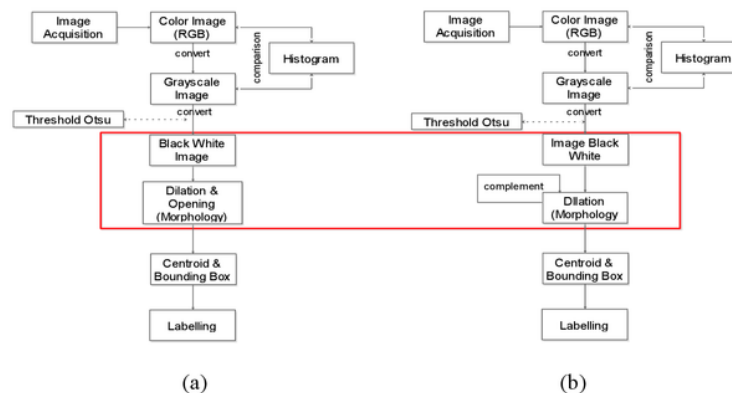 Image
Acquisition
Color Image
(RGB)
convert
comparison
Histogram
Grayscale
Image
convert
Threshold Otsu
Black White
Image
Dilation &
Opening
(Morphology)
Centroid &
Bounding Box
Labelling
(a)
Image
Acquisition
Color Image
(RGB)
convert
comparison
Histogram
Grayscale
Image
convert
Threshold Otsu
Image Black
White
complement
Dilation
(Morphology
Centroid &
Bounding Box
Labelling
(b)